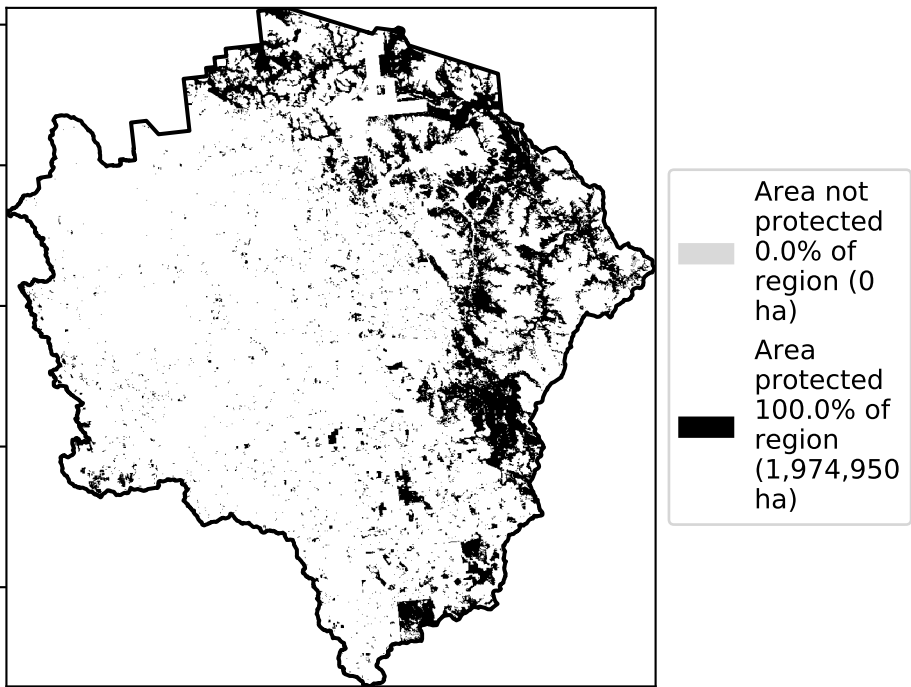 Area not
protected
0.0% of
region (0
ha)
Area
protected
100.0% of
region
(1,974,950
ha)